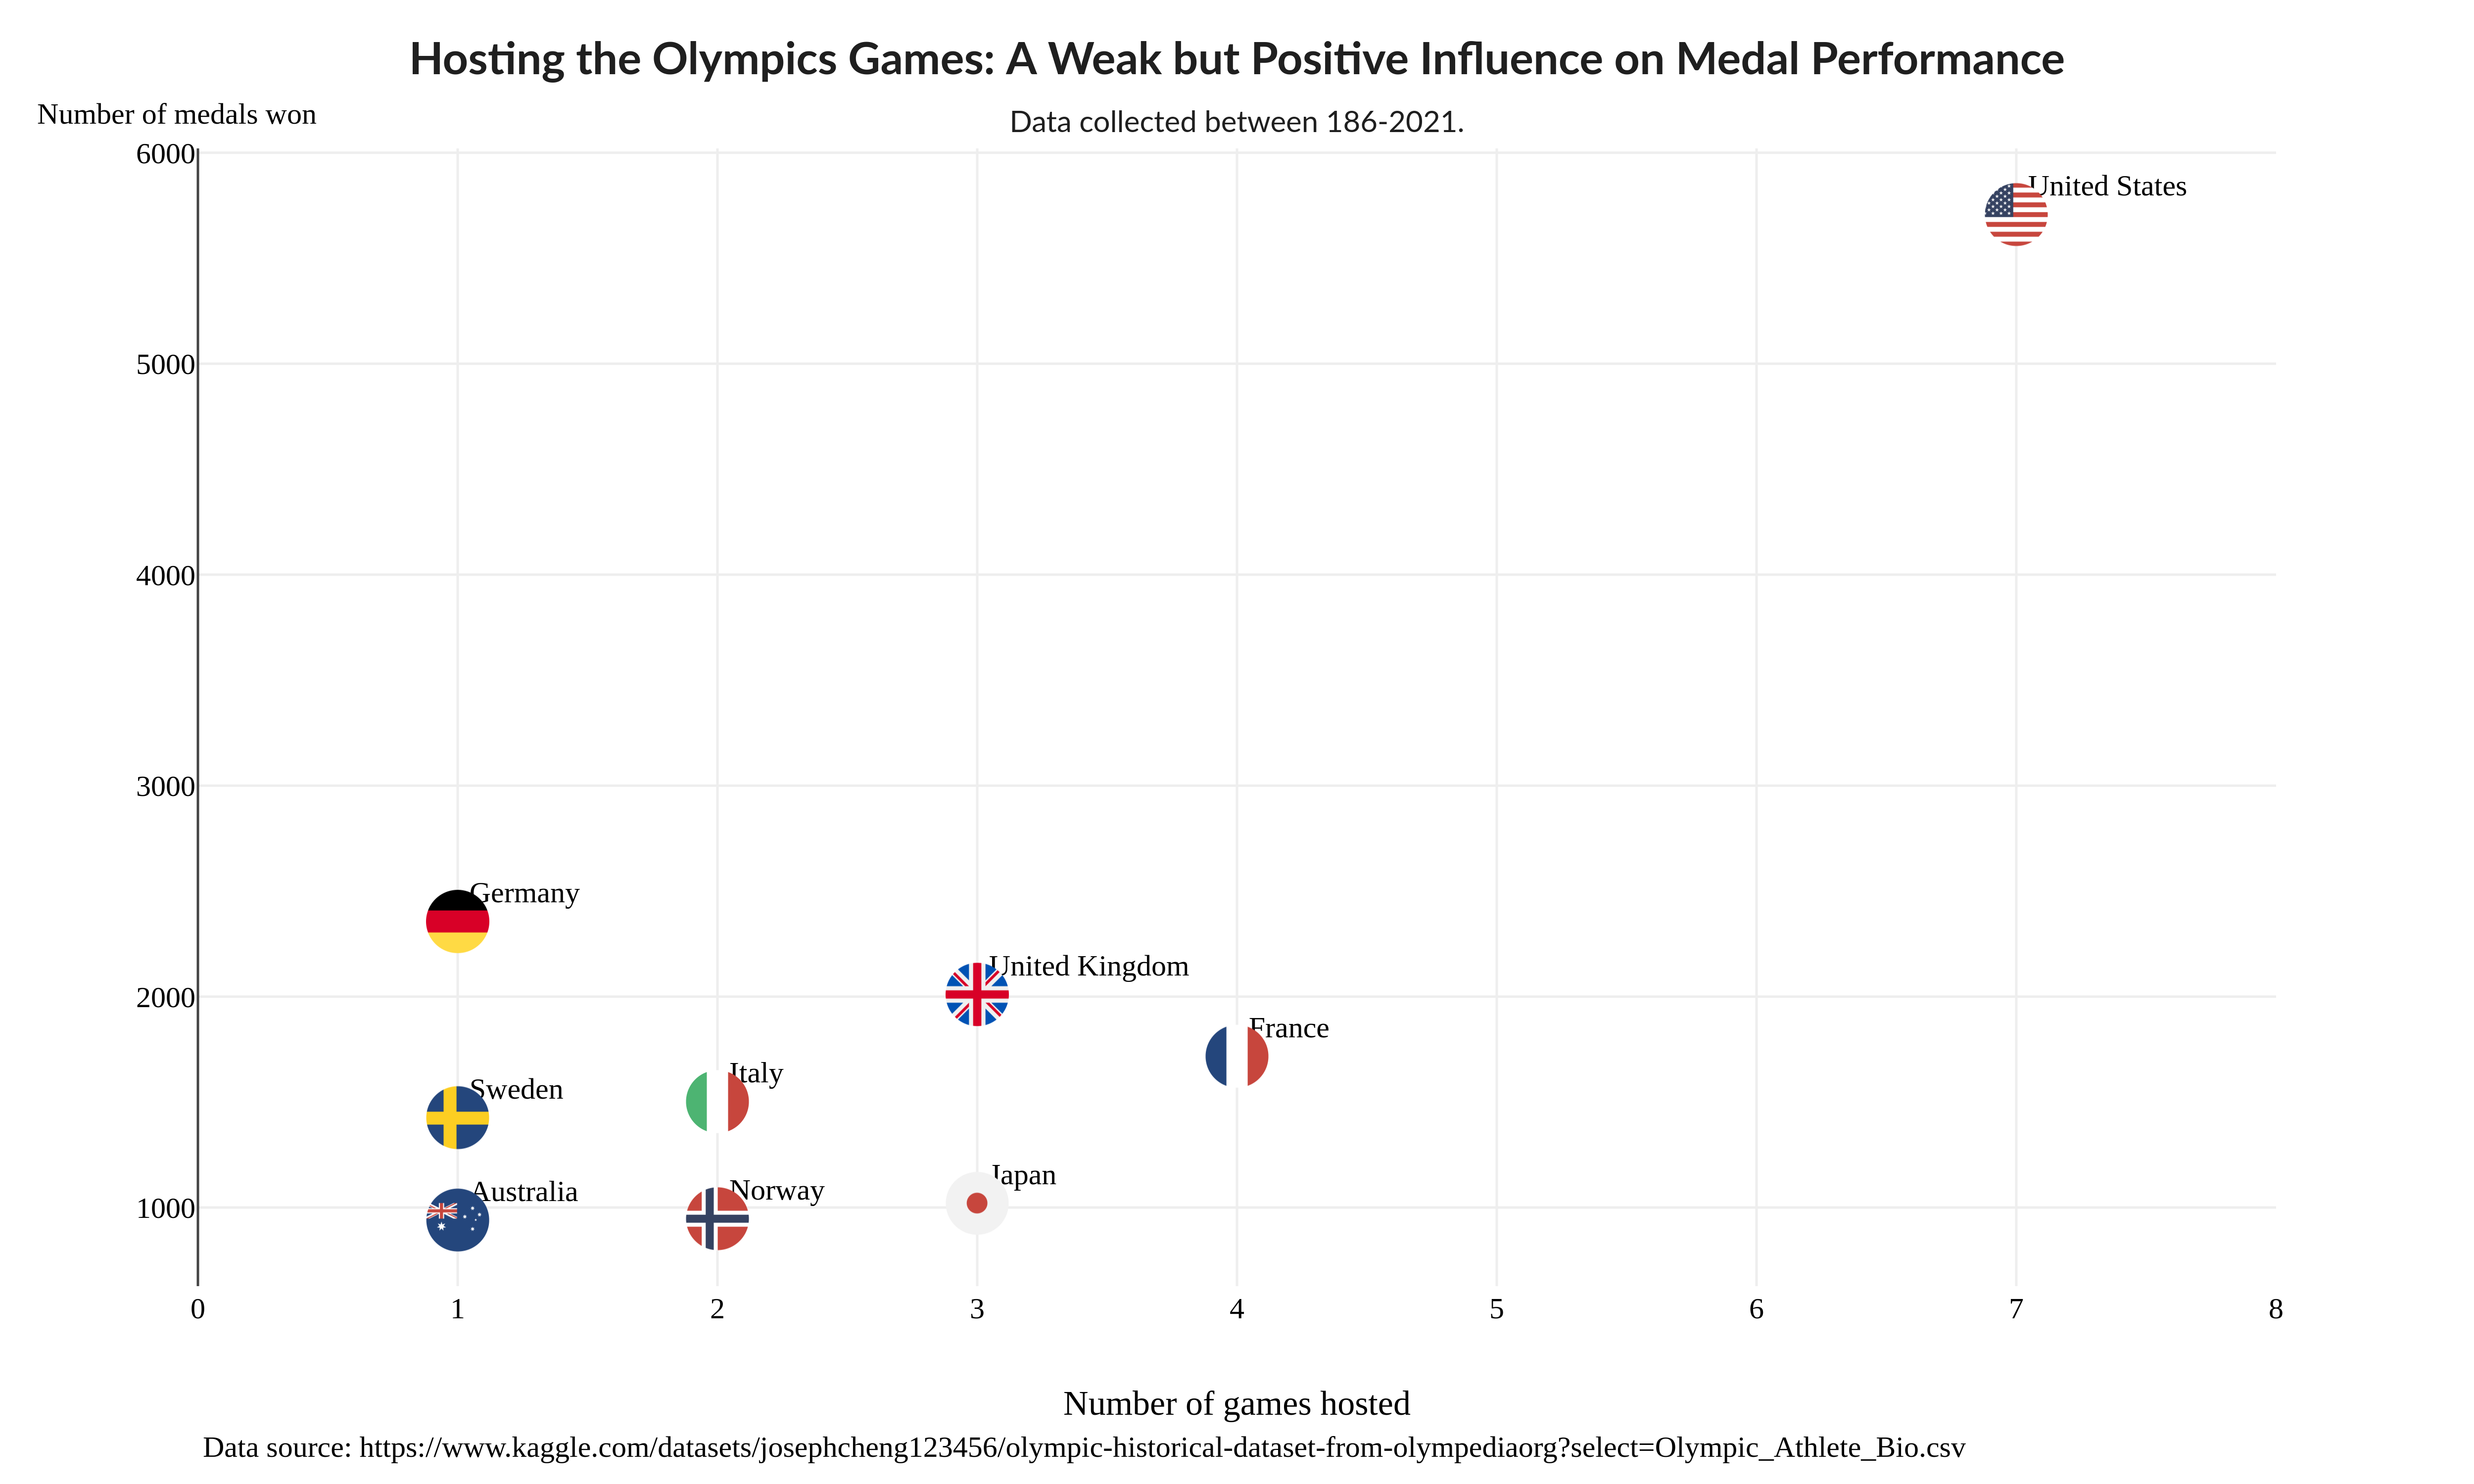 Hosting the Olympics Games: A Weak but Positive Influence on Medal Performance
Number of medals won
Data collected between 186-2021.
6000
United States
5000
4000
3000
Germany
2000
United Kingdom
France
Italy
Sweden
Japan
Norway
Australia
1000
0 1 2 3 4 5 6 7 8
Number of games hosted
Data source: https://www.kaggle.com/datasets/josephcheng123456/olympic-historical-dataset-from-olympediaorg?select=Olympic_Athlete_Bio.csv